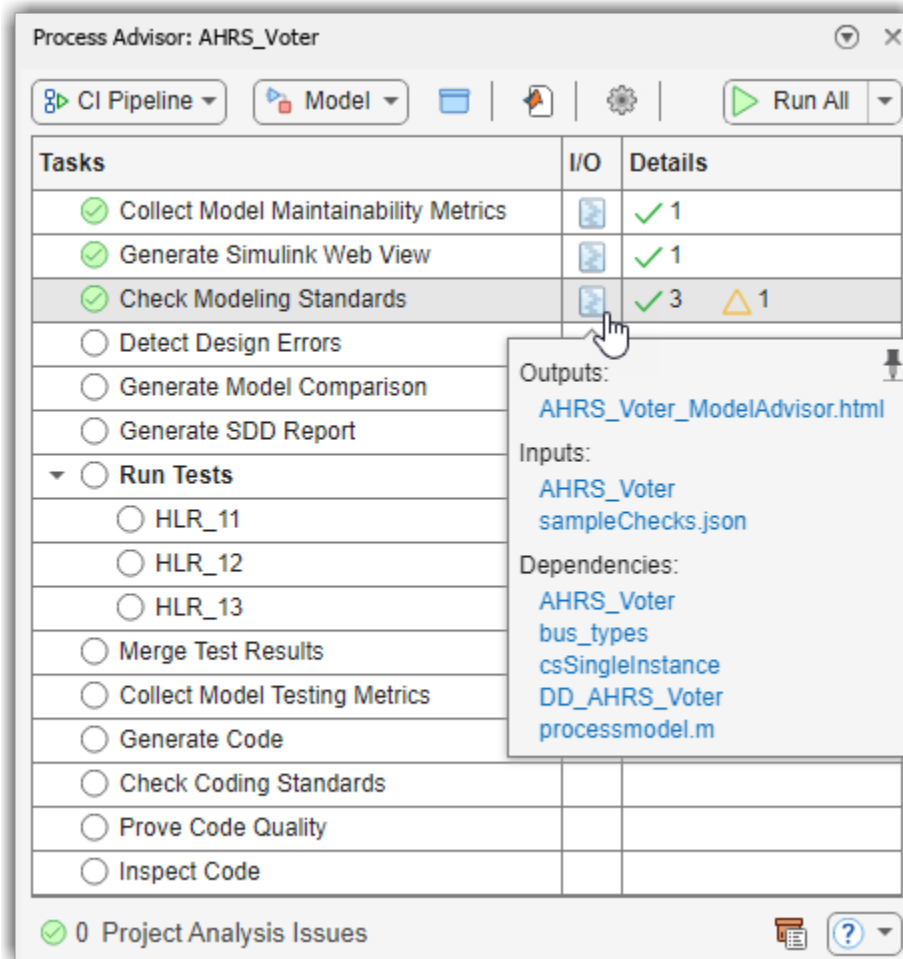 Process Advisor: AHRS_Voter
CI Pipeline Model Run All
Tasks I/O Details
Collect Model Maintainability Metrics 1
Generate Simulink Web View 1
Check Modeling Standards 3 1
Detect Design Errors
Generate Model Comparison
Generate SDD Report
Run Tests
HLR_11
HLR_12
HLR_13
Merge Test Results
Collect Model Testing Metrics
Generate Code
Check Coding Standards
Prove Code Quality
Inspect Code
Outputs:
AHRS_Voter_ModelAdvisor.html
Inputs:
AHRS_Voter
sampleChecks.json
Dependencies:
AHRS_Voter
bus_types
csSingleInstance
DD_AHRS_Voter
processmodel.m
0 Project Analysis Issues ?